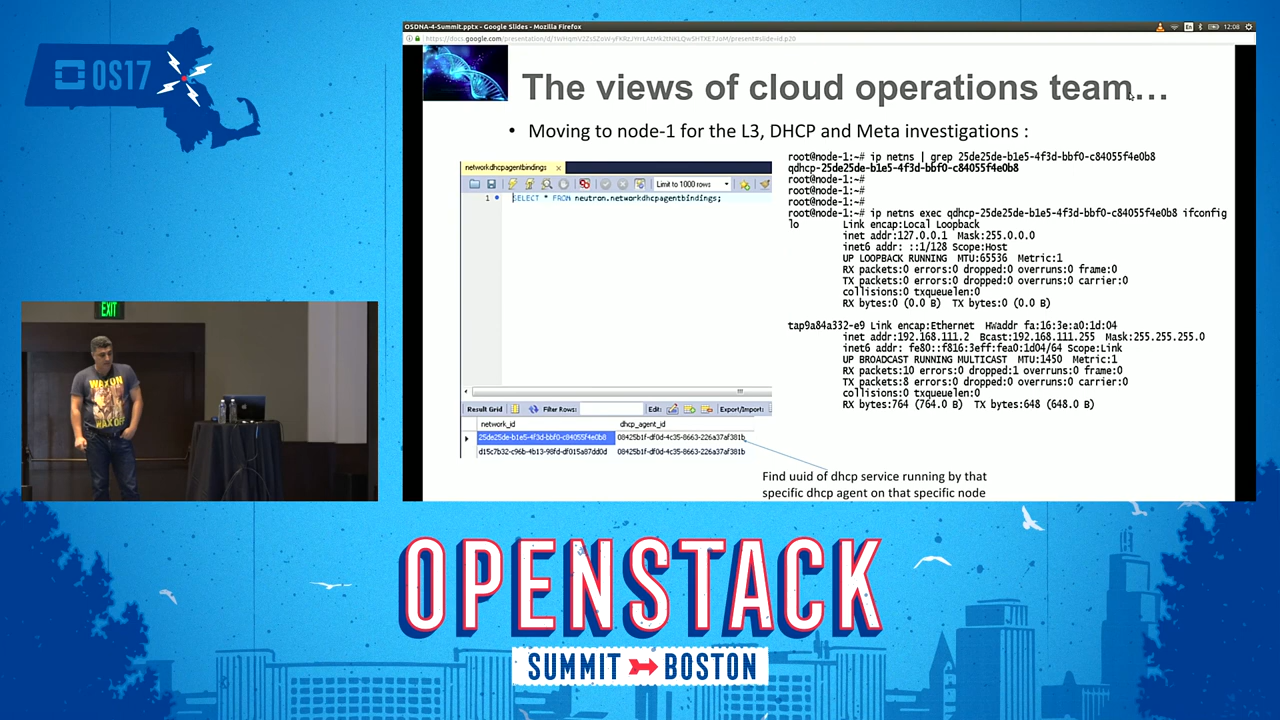 OSDNA-4-Summit.pptx - Google Slides - Mozilla Firefox
En
12:08
OS17
The views of cloud operations team...
• Moving to node-1 for the L3, DHCP and Meta investigations :
networkdhcpagentbindings
Limit to 1000 rows
1
SELECT * FROM neutron.networkdhcpagentbindings;
root@node-1:~# ip netns | grep 25de25de-b1e5-4f3d-bbf0-c84055f4e0b8
qdhcp-25de25de-b1e5-4f3d-bbf0-c84055f4e0b8
root@node-1:~#
root@node-1:~#
root@node-1:~#
root@node-1:~# ip netns exec qdhcp-25de25de-b1e5-4f3d-bbf0-c84055f4e0b8 ifconfig
lo Link encap:Local Loopback
inet addr:127.0.0.1 Mask:255.0.0.0
inet6 addr: ::1/128 Scope:Host
UP LOOPBACK RUNNING MTU:65536 Metric:1
RX packets:0 errors:0 dropped:0 overruns:0 frame:0
TX packets:0 errors:0 dropped:0 overruns:0 carrier:0
collisions:0 txqueuelen:0
RX bytes:0 (0.0 B) TX bytes:0 (0.0 B)
tap9a84a332-e9 Link encap:Ethernet HWaddr fa:16:3e:a0:1d:04
inet addr:192.168.111.2 Bcast:192.168.111.255 Mask:255.255.255.0
inet6 addr: fe80::f816:3eff:fea0:1d04/64 Scope:Link
UP BROADCAST RUNNING MULTICAST MTU:1450 Metric:1
RX packets:10 errors:0 dropped:1 overruns:0 frame:0
TX packets:8 errors:0 dropped:0 overruns:0 carrier:0
collisions:0 txqueuelen:0
RX bytes:764 (764.0 B) TX bytes:648 (648.0 B)
Result Grid Filter Rows: Edit: Export/Import:
network_id dhcp_agent_id
25de25de-b1e5-4f3d-bbf0-c84055f4e0b8 08425b1f-df0d-4c35-8663-226a37af381b
d15c7b32-c96b-4b13-98fd-df015a87dd0d 08425b1f-df0d-4c35-8663-226a37af381b
Find uuid of dhcp service running by that
specific dhcp agent on that specific node
EXIT
WAX ON
WAX OFF
OPENSTACK
SUMMIT BOSTON